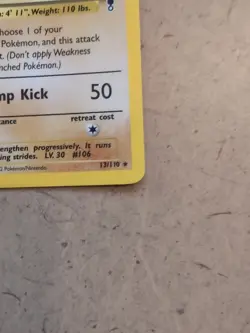 : 4' 11", Weight: 110 lbs.
hoose 1 of your
Pokémon, and this attack
t. (Don't apply Weakness
nched Pokémon.)
mp Kick 50
tance retreat cost
engthen progressively. It runs
ing strides. LV. 30 #106
Pokémon/Nintendo. 13/110